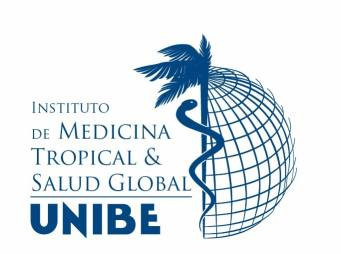 INSTITUTO
DE MEDICINA
TROPICAL &
SALUD GLOBAL
UNIBE